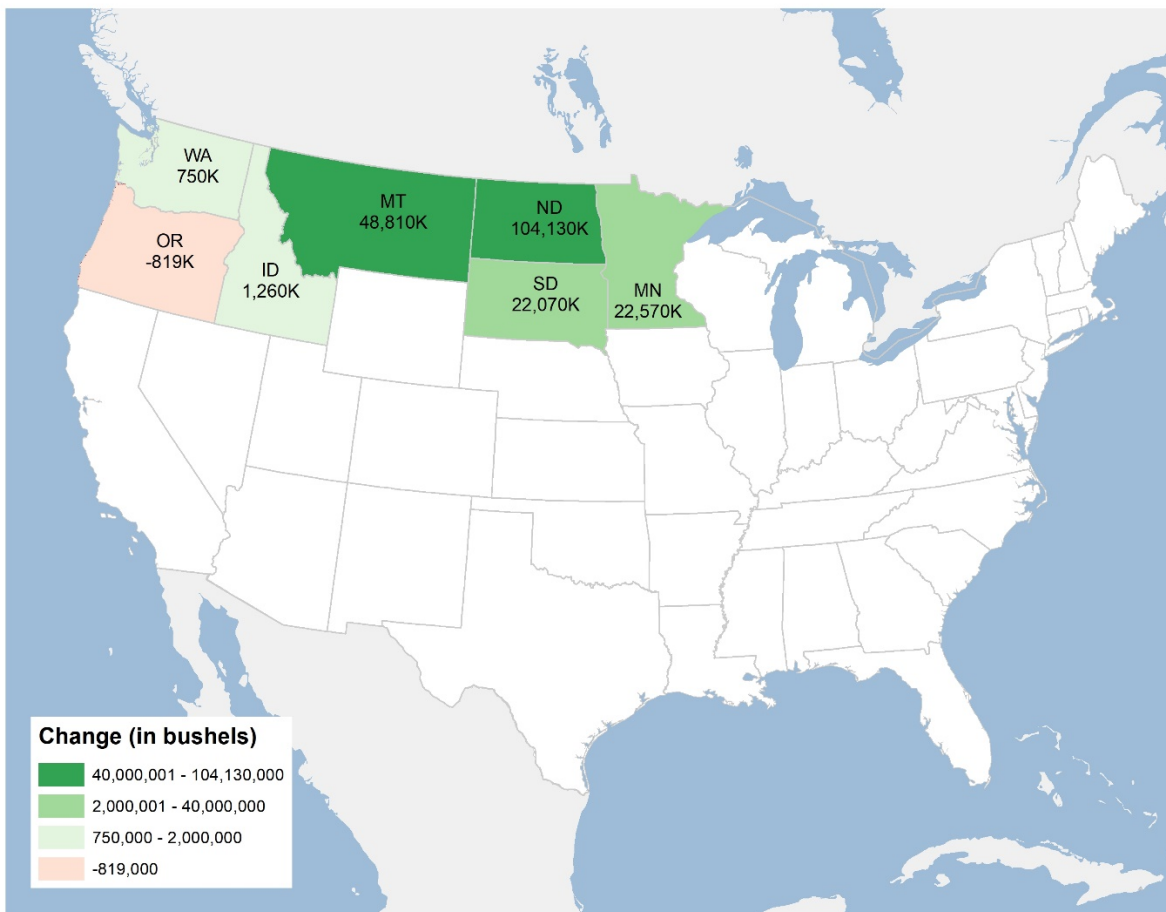 WA
750K
MT
48,810K
ND
104,130K
OR
-819K
ID
1,260K
SD
22,070K
MN
22,570K
Change (in bushels)
40,000,001 - 104,130,000
2,000,001 - 40,000,000
750,000 - 2,000,000
-819,000